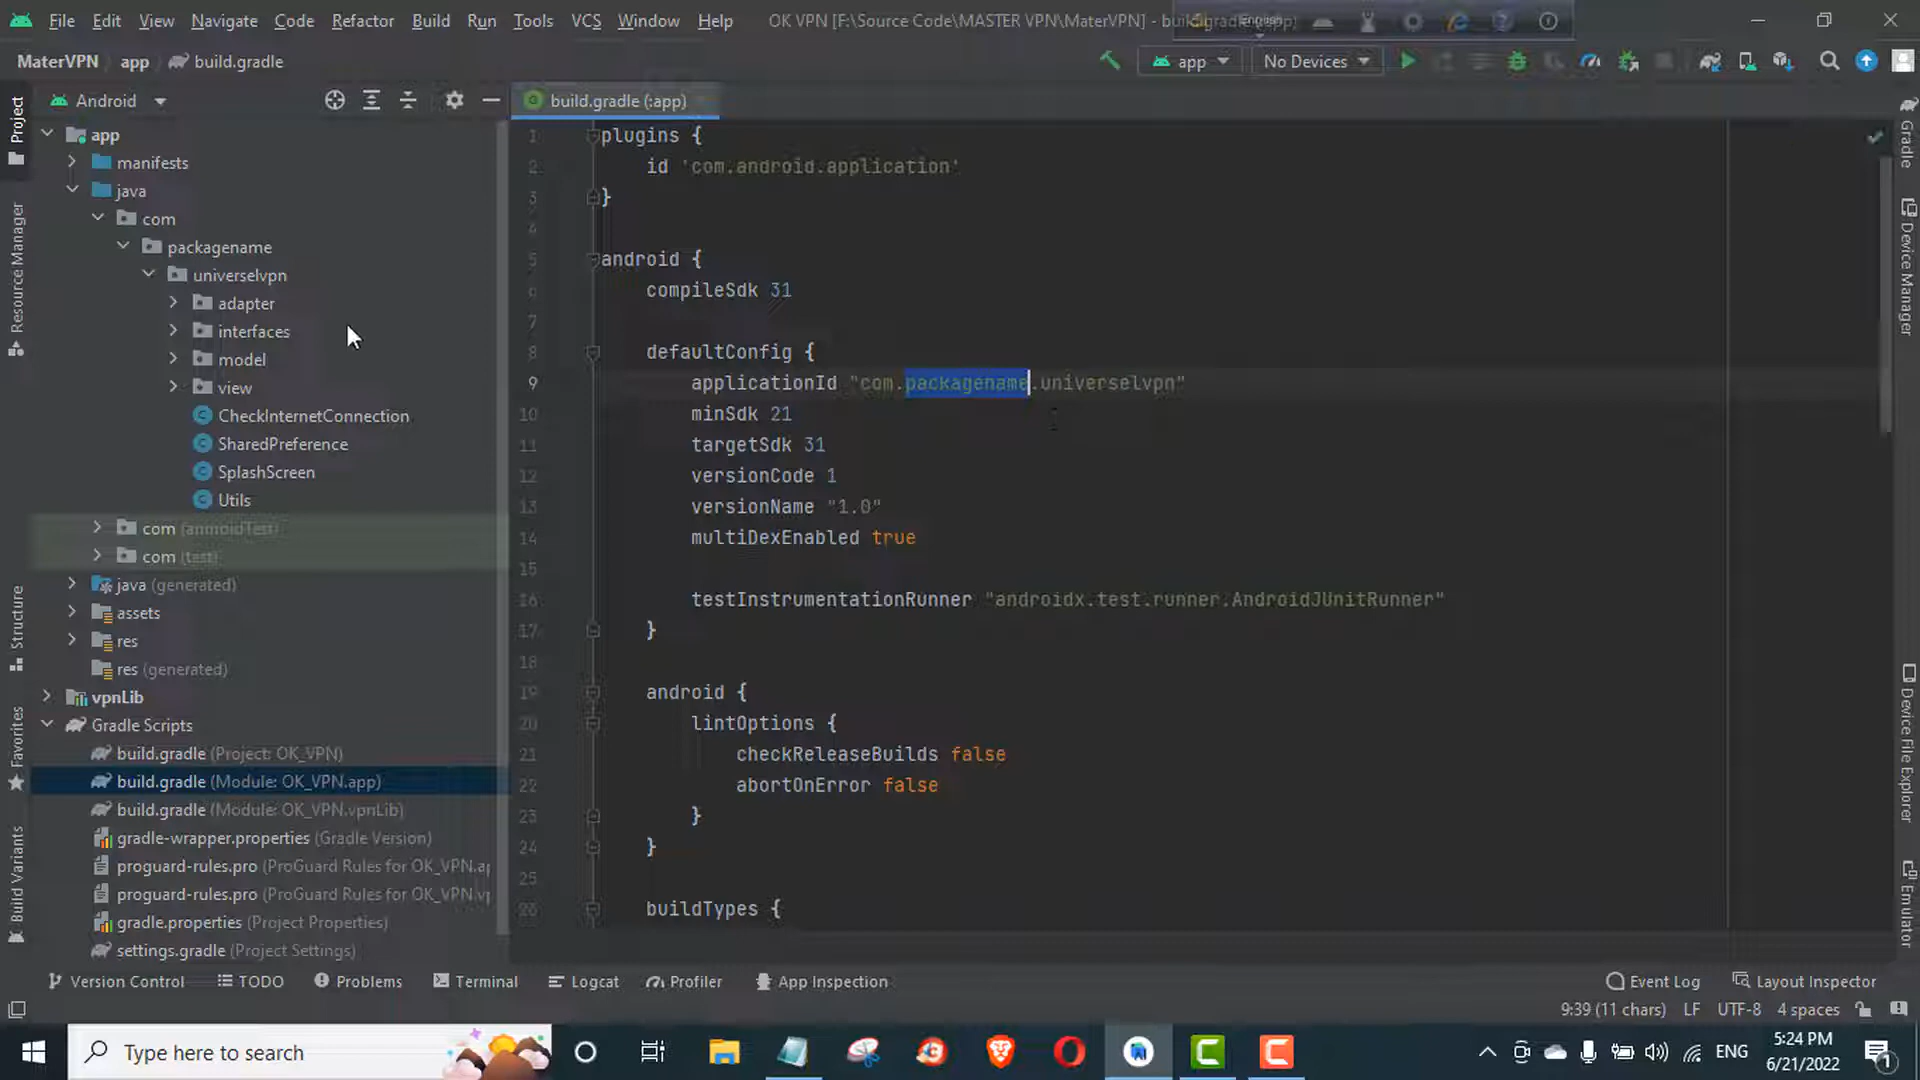 File Edit View Navigate Code Refactor Build Run Tools VCS Window Help OK VPN [F:\Source Code\MASTER VPN\MaterVPN] - build.gradle (:app)
MaterVPN app build.gradle
app No Devices
Android
build.gradle (:app)
app
manifests
java
com
packagename
universelvpn
adapter
interfaces
model
view
CheckInternetConnection
SharedPreference
SplashScreen
Utils
com (androidTest)
com (test)
java (generated)
assets
res
res (generated)
vpnLib
Gradle Scripts
build.gradle (Project: OK_VPN)
build.gradle (Module: OK_VPN.app)
build.gradle (Module: OK_VPN.vpnLib)
gradle-wrapper.properties (Gradle Version)
proguard-rules.pro (ProGuard Rules for OK_VPN.ap
proguard-rules.pro (ProGuard Rules for OK_VPN.vp
gradle.properties (Project Properties)
settings.gradle (Project Settings)
1 plugins {
2 id 'com.android.application'
3 }
4
5 android {
6 compileSdk 31
7
8 defaultConfig {
9 applicationId "com.packagename.universelvpn"
10 minSdk 21
11 targetSdk 31
12 versionCode 1
13 versionName "1.0"
14 multiDexEnabled true
15
16 testInstrumentationRunner "androidx.test.runner.AndroidJUnitRunner"
17 }
18
19 android {
20 lintOptions {
21 checkReleaseBuilds false
22 abortOnError false
23 }
24 }
25
26 buildTypes {
Project
Resource Manager
Structure
Favorites
Build Variants
Gradle
Device Manager
Device File Explorer
Emulator
Version Control TODO Problems Terminal Logcat Profiler App Inspection Event Log Layout Inspector
9:39 (11 chars) LF UTF-8 4 spaces
Type here to search
ENG
5:24 PM
6/21/2022
1